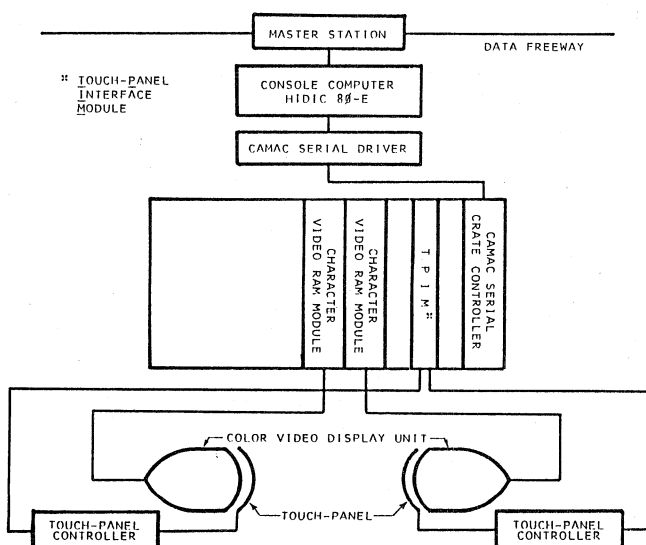 MASTER STATION
DATA FREEWAY
* TOUCH-PANEL
INTERFACE
MODULE
CONSOLE COMPUTER
HIDIC 8Ø-E
CAMAC SERIAL DRIVER
CHARACTER
VIDEO RAM MODULE
CHARACTER
VIDEO RAM MODULE
T P I M *
CAMAC SERIAL
CRATE CONTROLLER
COLOR VIDEO DISPLAY UNIT
TOUCH-PANEL
TOUCH-PANEL
CONTROLLER
TOUCH-PANEL
CONTROLLER